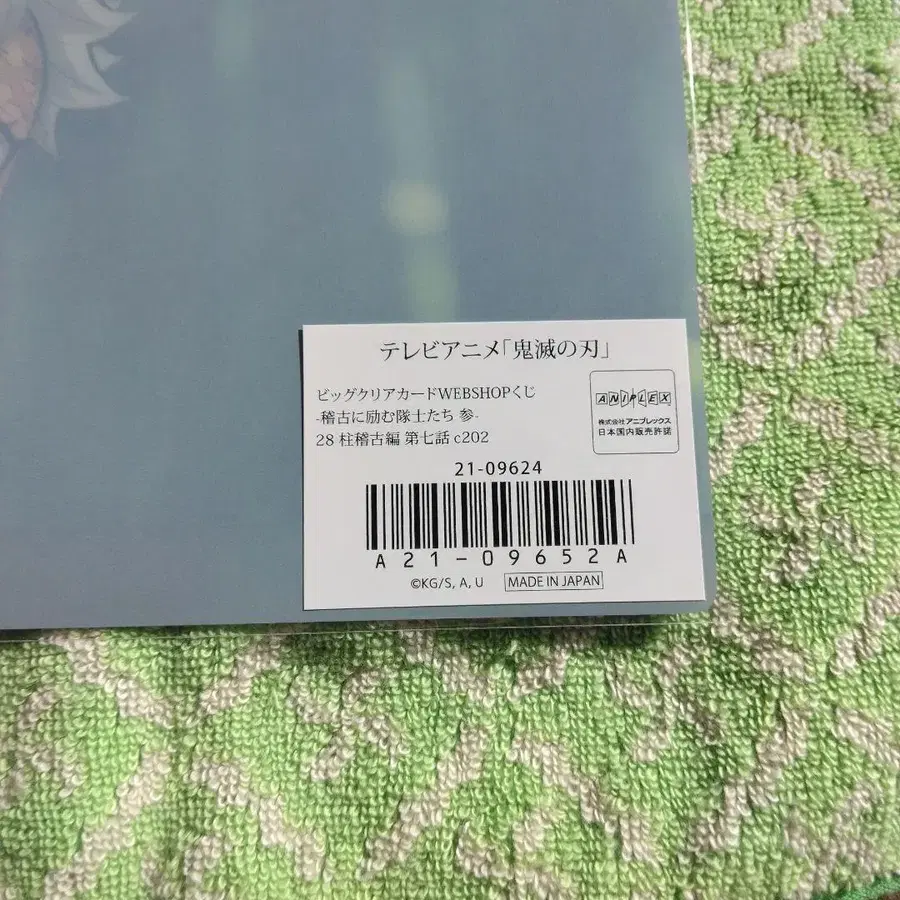 テレビアニメ「鬼滅の刃」
ビッグクリアカードWEBSHOPくじ
-稽古に励む隊士たち 参-
28 柱稽古編 第七話 c202
ANIPLEX
株式会社アニプレックス
日本国内販売許諾
21-09624
A21-09652A
©KG/S, A, U MADE IN JAPAN